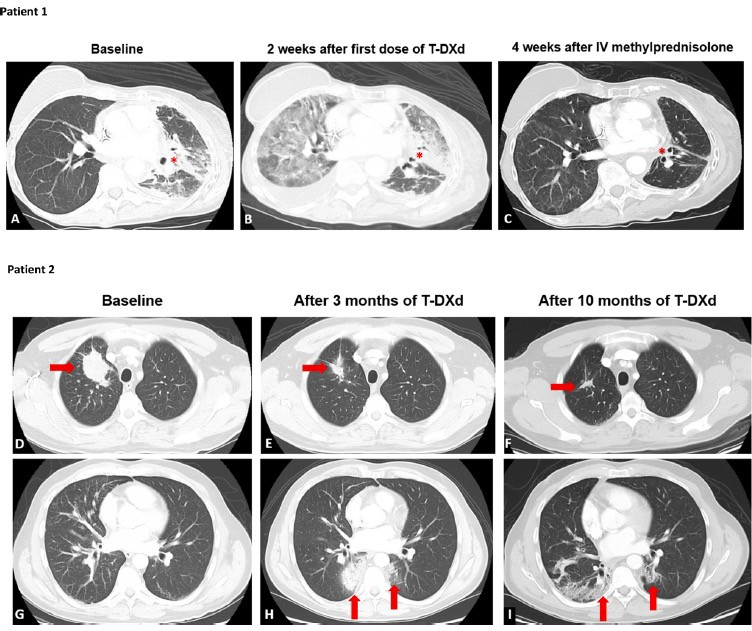 Patient 1
Baseline
2 weeks after first dose of T-DXd
4 weeks after IV methylprednisolone
*
*
*
A
B
C
Patient 2
Baseline
After 3 months of T-DXd
After 10 months of T-DXd
D
E
F
G
H
I